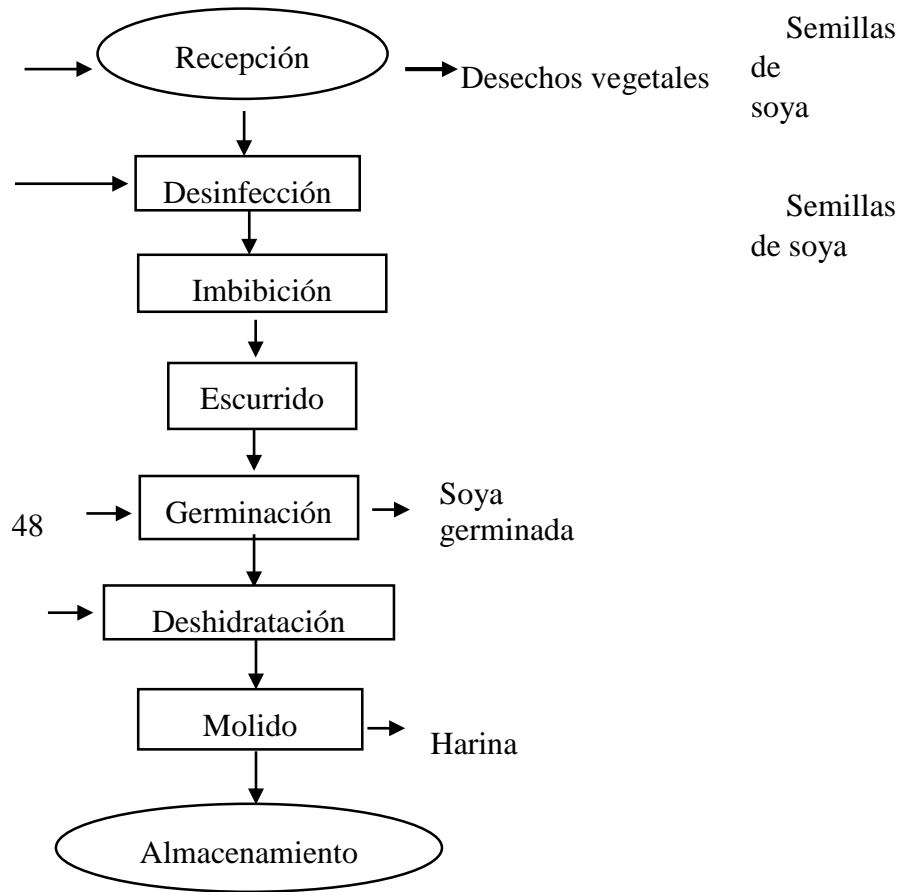 Semillas
Recepción
Desechos vegetales
de
soya
Desinfección
Semillas
de soya
Imbibición
Escurrido
Germinación
Soya
germinada
48
Deshidratación
Molido
Harina
Almacenamiento